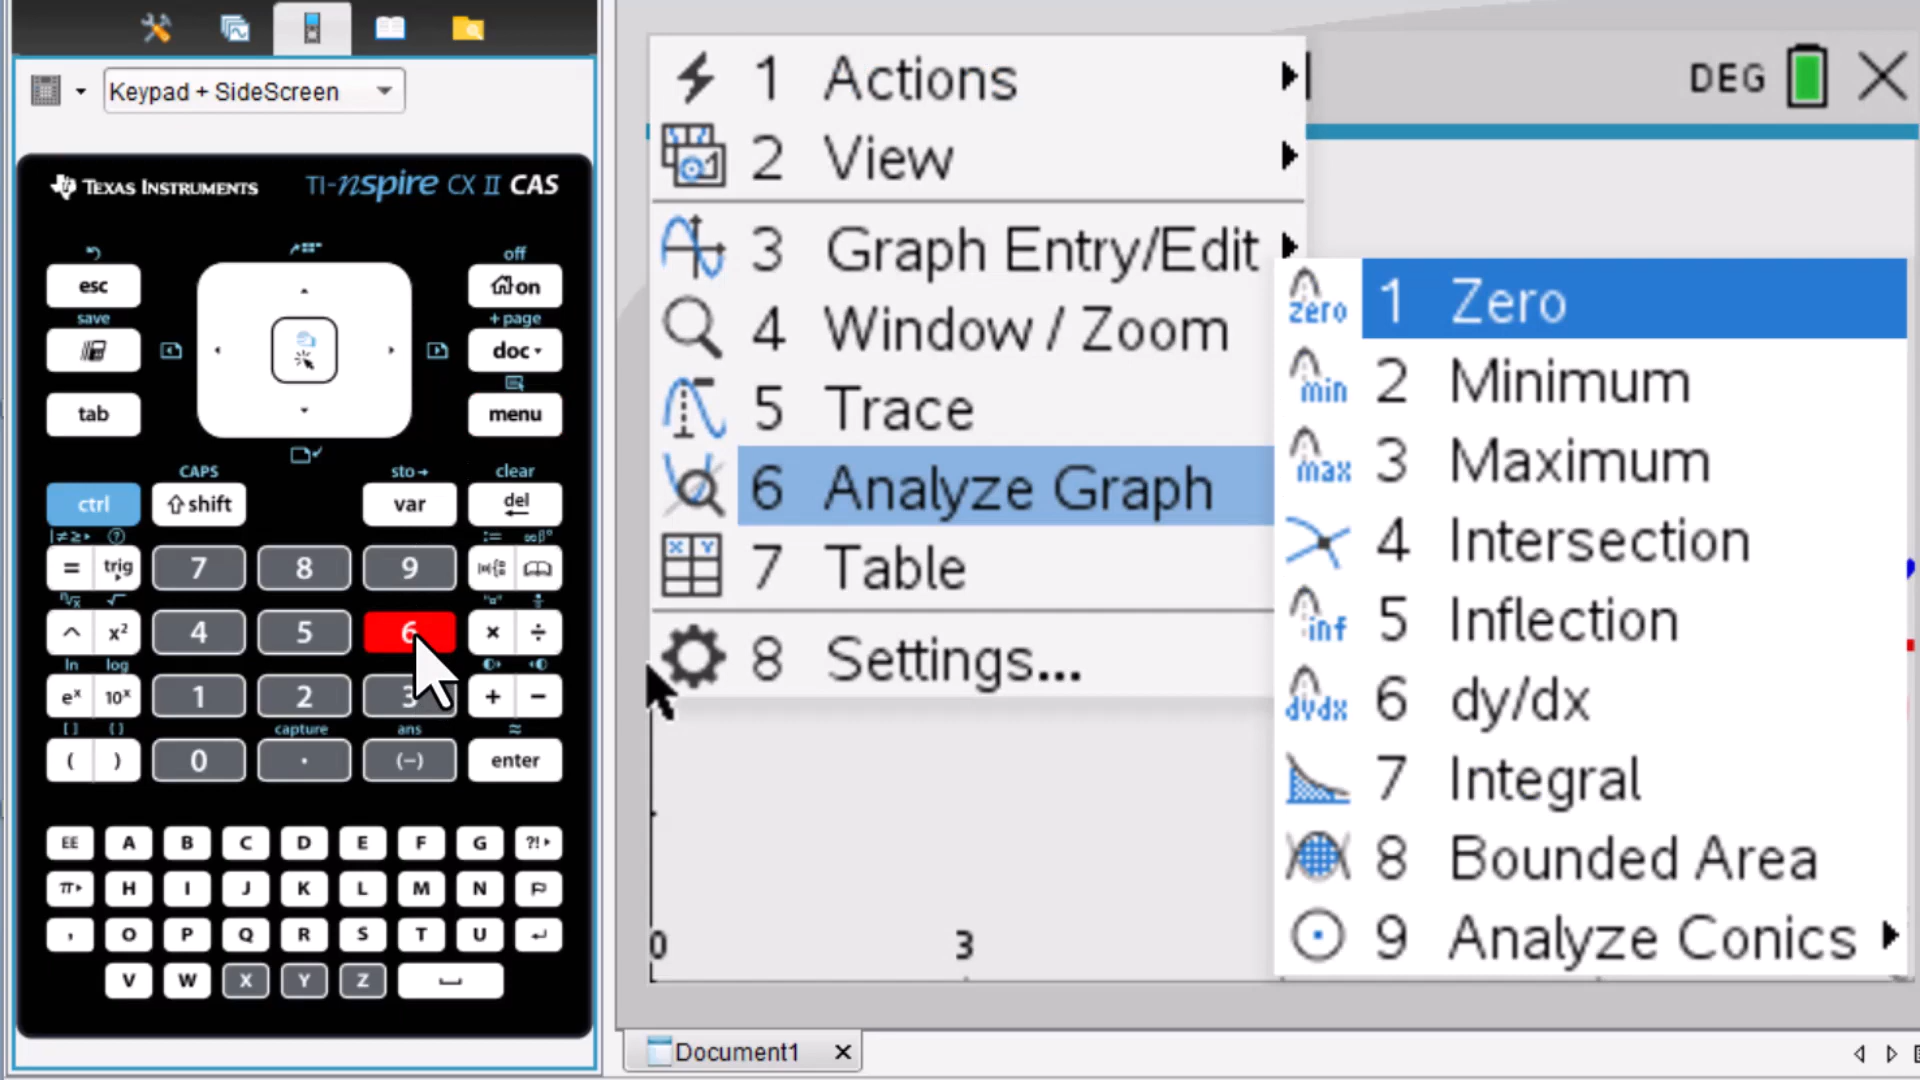 Keypad + SideScreen
TEXAS INSTRUMENTS TI-nspire CX II CAS
off
esc on
save + page
doc
tab menu
CAPS sto→ clear
ctrl shift var del
:= ∞β°
= trig 7 8 9
ⁿ√x √ "□"
^ x² 4 5 6 × ÷
ln log
eˣ 10ˣ 1 2 3 + −
[ ] { } capture ans ≈
( ) 0 . (−) enter
EE A B C D E F G ?!
π H I J K L M N
, O P Q R S T U
V W X Y Z
1 Actions
2 View
3 Graph Entry/Edit
4 Window / Zoom
5 Trace
6 Analyze Graph
X Y 7 Table
8 Settings...
DEG
zero 1 Zero
min 2 Minimum
max 3 Maximum
4 Intersection
inf 5 Inflection
dydx 6 dy/dx
7 Integral
8 Bounded Area
9 Analyze Conics
0 3
Document1